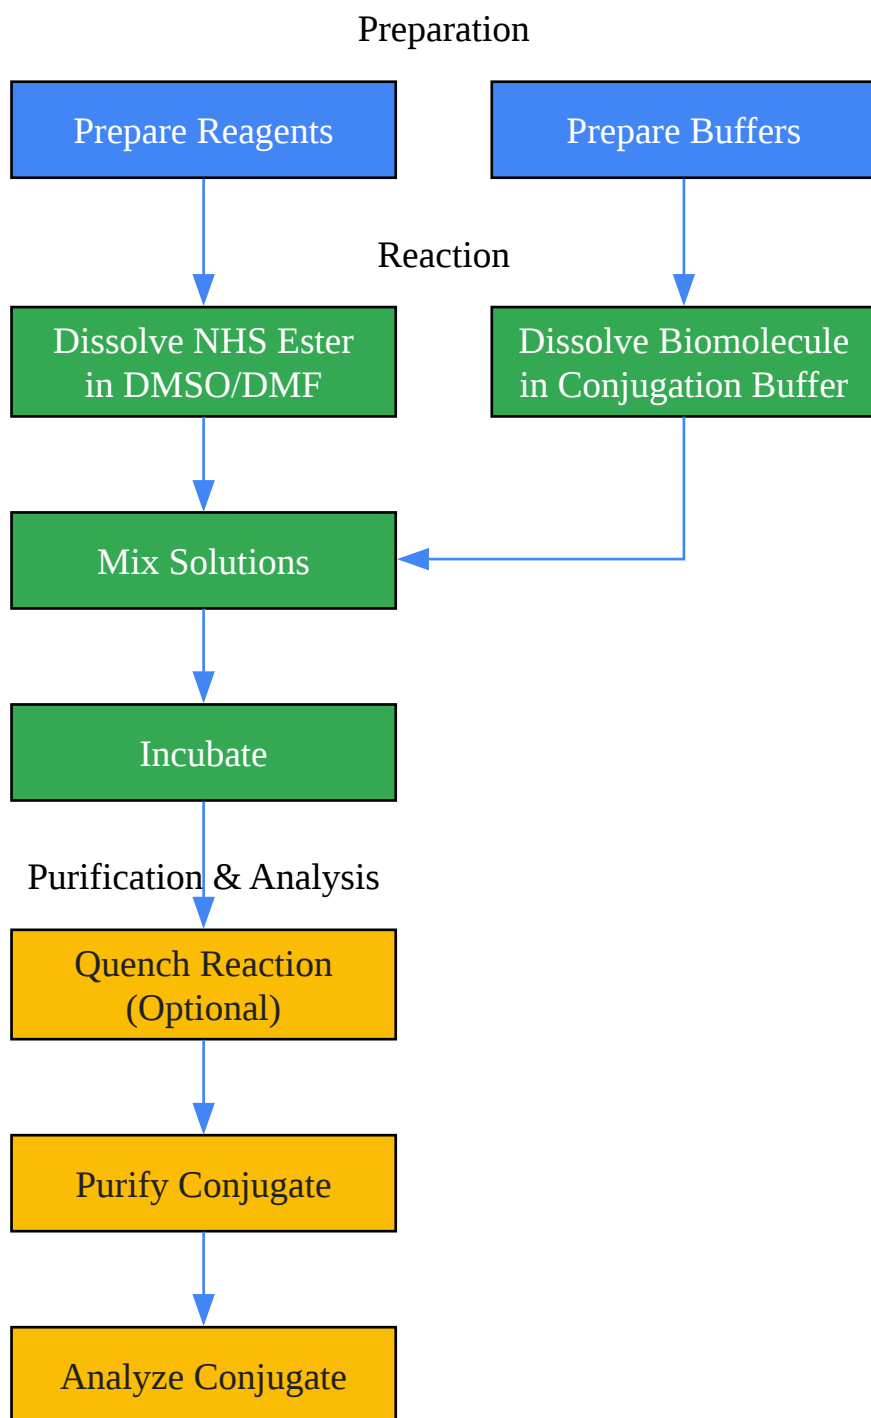 Preparation
Prepare Reagents
Prepare Buffers
Reaction
Dissolve NHS Ester
in DMSO/DMF
Dissolve Biomolecule
in Conjugation Buffer
Mix Solutions
Incubate
Purification & Analysis
Quench Reaction
(Optional)
Purify Conjugate
Analyze Conjugate